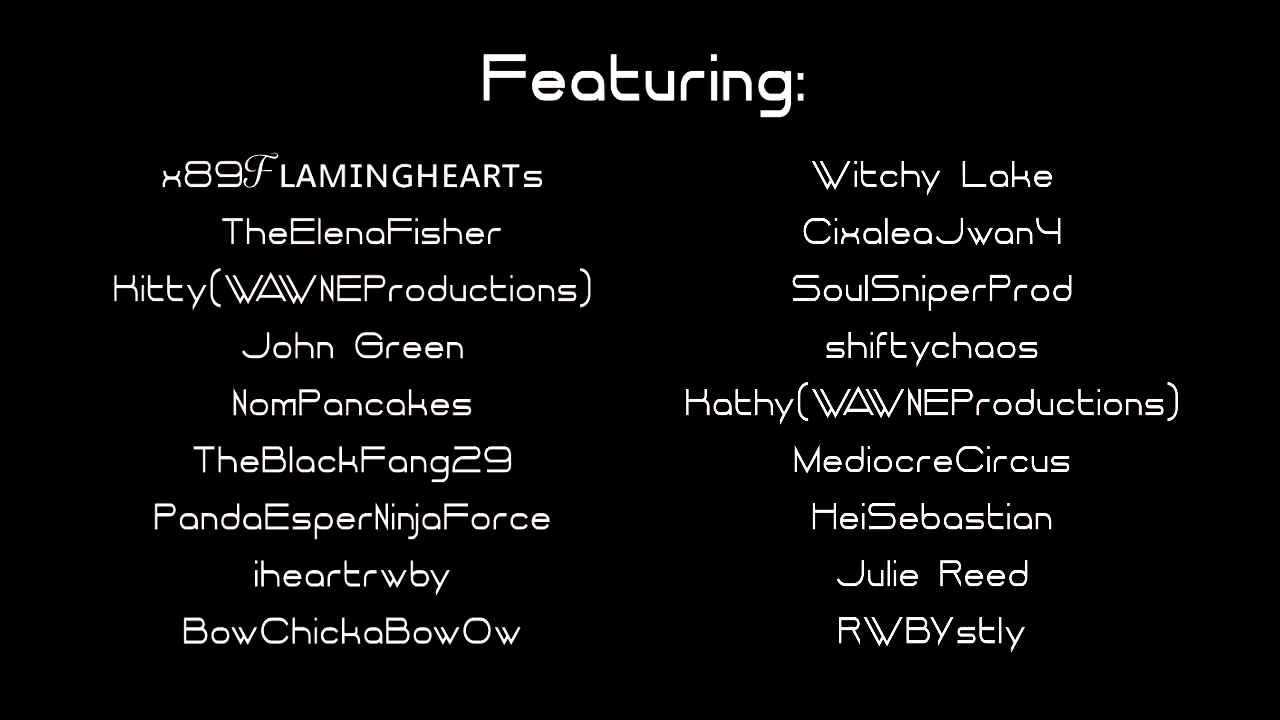 Featuring:
x89ℱʟᴀᴍɪɴɢʜᴇᴀʀᴛs
TheElenaFisher
Kitty(WAWNEProductions)
John Green
NomPancakes
TheBlackFang29
PandaEsperNinjaForce
iheartrwby
BowChickaBowOw
Witchy Lake
CixaleaJwan4
SoulSniperProd
shiftychaos
Kathy(WAWNEProductions)
MediocreCircus
HeiSebastian
Julie Reed
RWBYstly